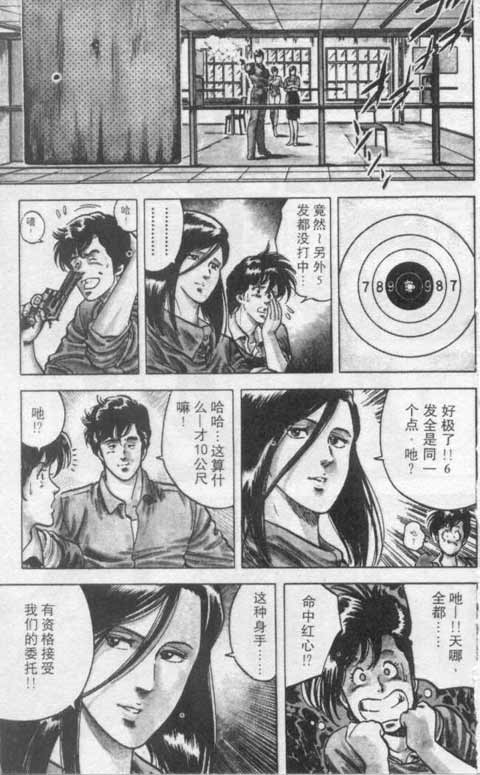 7 8 9 9 8 7
竟然~另外5
发都没打中…
…………
哈!
好极了!!6
发全是同一
个点·吔?
哈哈…这算什
么—才10公尺
嘛!
吔!?
吔—!!天哪、
全都……
命中红心!?
这种身手……
有资格接受
我们的委托!!